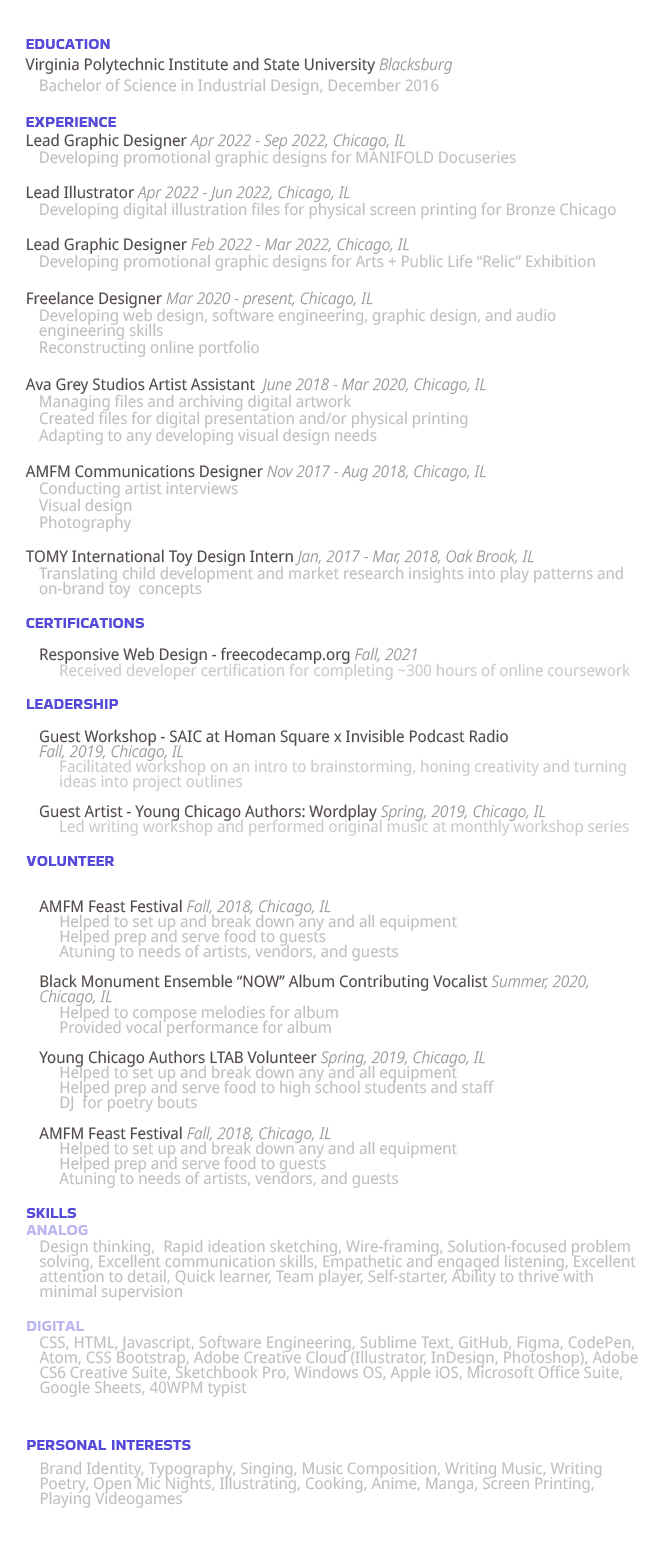 EDUCATION
Virginia Polytechnic Institute and State University Blacksburg
Bachelor of Science in Industrial Design, December 2016
EXPERIENCE
Lead Graphic Designer Apr 2022 - Sep 2022, Chicago, IL
Developing promotional graphic designs for MANIFOLD Docuseries
Lead Illustrator Apr 2022 - Jun 2022, Chicago, IL
Developing digital illustration files for physical screen printing for Bronze Chicago
Lead Graphic Designer Feb 2022 - Mar 2022, Chicago, IL
Developing promotional graphic designs for Arts + Public Life “Relic” Exhibition
Freelance Designer Mar 2020 - present, Chicago, IL
Developing web design, software engineering, graphic design, and audio
engineering skills
Reconstructing online portfolio
Ava Grey Studios Artist Assistant June 2018 - Mar 2020, Chicago, IL
Managing files and archiving digital artwork
Created files for digital presentation and/or physical printing
Adapting to any developing visual design needs
AMFM Communications Designer Nov 2017 - Aug 2018, Chicago, IL
Conducting artist interviews
Visual design
Photography
TOMY International Toy Design Intern Jan, 2017 - Mar, 2018, Oak Brook, IL
Translating child development and market research insights into play patterns and
on-brand toy concepts
CERTIFICATIONS
Responsive Web Design - freecodecamp.org Fall, 2021
Received developer certification for completing ~300 hours of online coursework
LEADERSHIP
Guest Workshop - SAIC at Homan Square x Invisible Podcast Radio
Fall, 2019, Chicago, IL
Facilitated workshop on an intro to brainstorming, honing creativity and turning
ideas into project outlines
Guest Artist - Young Chicago Authors: Wordplay Spring, 2019, Chicago, IL
Led writing workshop and performed original music at monthly workshop series
VOLUNTEER
AMFM Feast Festival Fall, 2018, Chicago, IL
Helped to set up and break down any and all equipment
Helped prep and serve food to guests
Atuning to needs of artists, vendors, and guests
Black Monument Ensemble “NOW” Album Contributing Vocalist Summer, 2020,
Chicago, IL
Helped to compose melodies for album
Provided vocal performance for album
Young Chicago Authors LTAB Volunteer Spring, 2019, Chicago, IL
Helped to set up and break down any and all equipment
Helped prep and serve food to high school students and staff
DJ for poetry bouts
AMFM Feast Festival Fall, 2018, Chicago, IL
Helped to set up and break down any and all equipment
Helped prep and serve food to guests
Atuning to needs of artists, vendors, and guests
SKILLS
ANALOG
Design thinking, Rapid ideation sketching, Wire-framing, Solution-focused problem
solving, Excellent communication skills, Empathetic and engaged listening, Excellent
attention to detail, Quick learner, Team player, Self-starter, Ability to thrive with
minimal supervision
DIGITAL
CSS, HTML, Javascript, Software Engineering, Sublime Text, GitHub, Figma, CodePen,
Atom, CSS Bootstrap, Adobe Creative Cloud (Illustrator, InDesign, Photoshop), Adobe
CS6 Creative Suite, Sketchbook Pro, Windows OS, Apple iOS, Microsoft Office Suite,
Google Sheets, 40WPM typist
PERSONAL INTERESTS
Brand Identity, Typography, Singing, Music Composition, Writing Music, Writing
Poetry, Open Mic Nights, Illustrating, Cooking, Anime, Manga, Screen Printing,
Playing Videogames